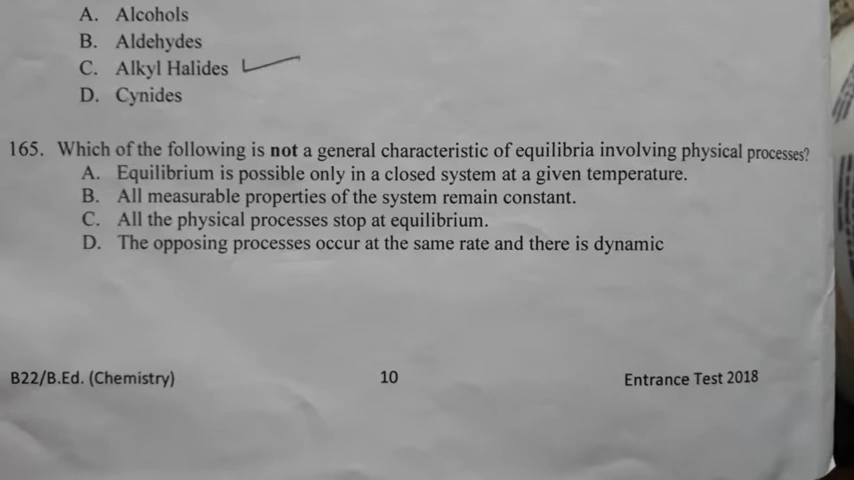 A. Alcohols
B. Aldehydes
C. Alkyl Halides
D. Cynides
165. Which of the following is not a general characteristic of equilibria involving physical processes?
A. Equilibrium is possible only in a closed system at a given temperature.
B. All measurable properties of the system remain constant.
C. All the physical processes stop at equilibrium.
D. The opposing processes occur at the same rate and there is dynamic
B22/B.Ed. (Chemistry) 10 Entrance Test 2018